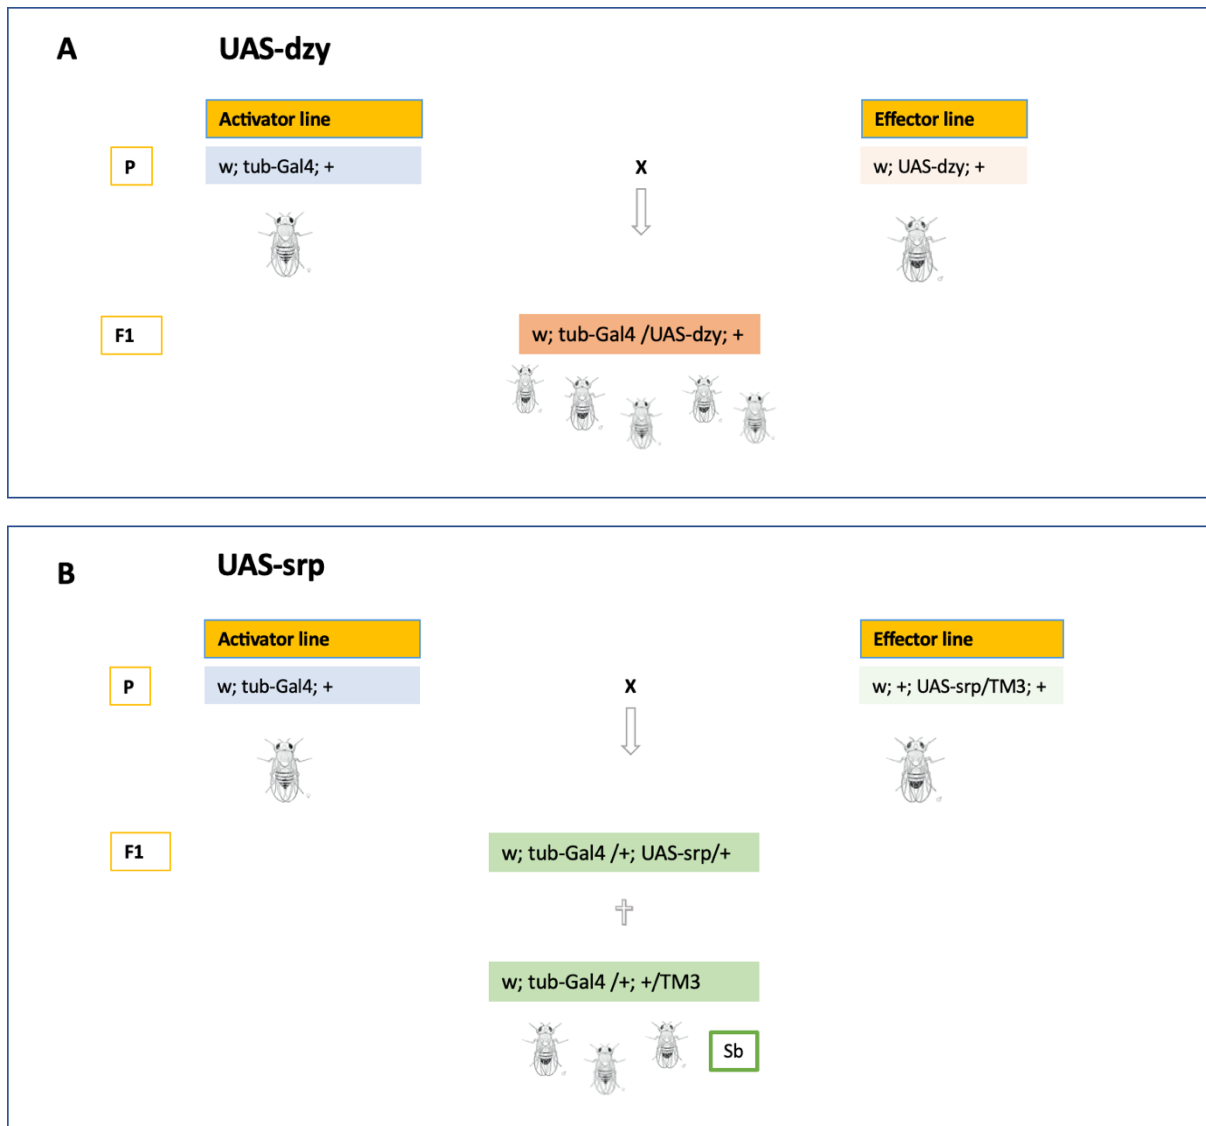 A UAS-dzy
Activator line Effector line
P w; tub-Gal4; + X w; UAS-dzy; +
♀ ♂
F1 w; tub-Gal4 /UAS-dzy; +
B UAS-srp
Activator line Effector line
P w; tub-Gal4; + X w; +; UAS-srp/TM3; +
♀ ♂
F1 w; tub-Gal4 /+; UAS-srp/+
†
w; tub-Gal4 /+; +/TM3
Sb